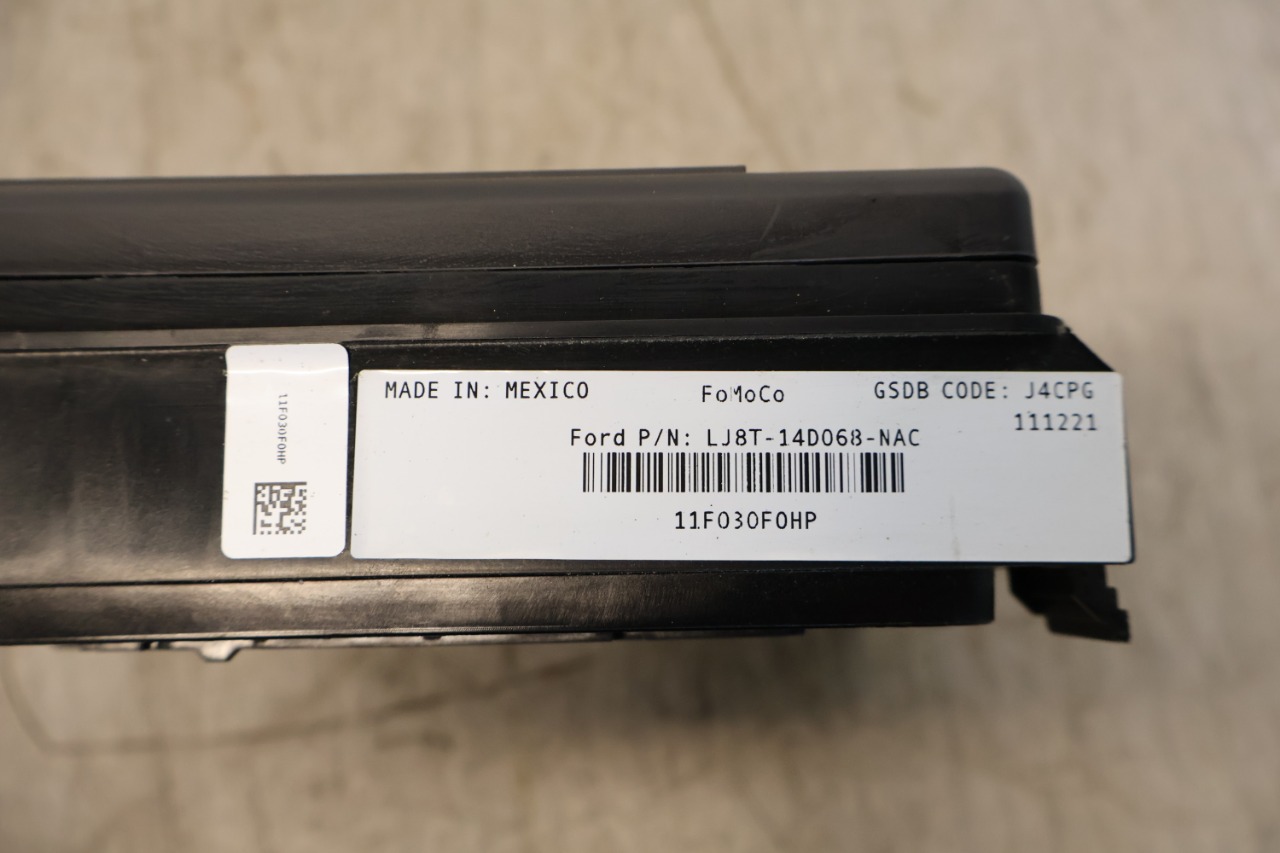 11F030F0HP
MADE IN: MEXICO FoMoCo GSDB CODE: J4CPG
111221
Ford P/N: LJ8T-14D068-NAC
11F030F0HP